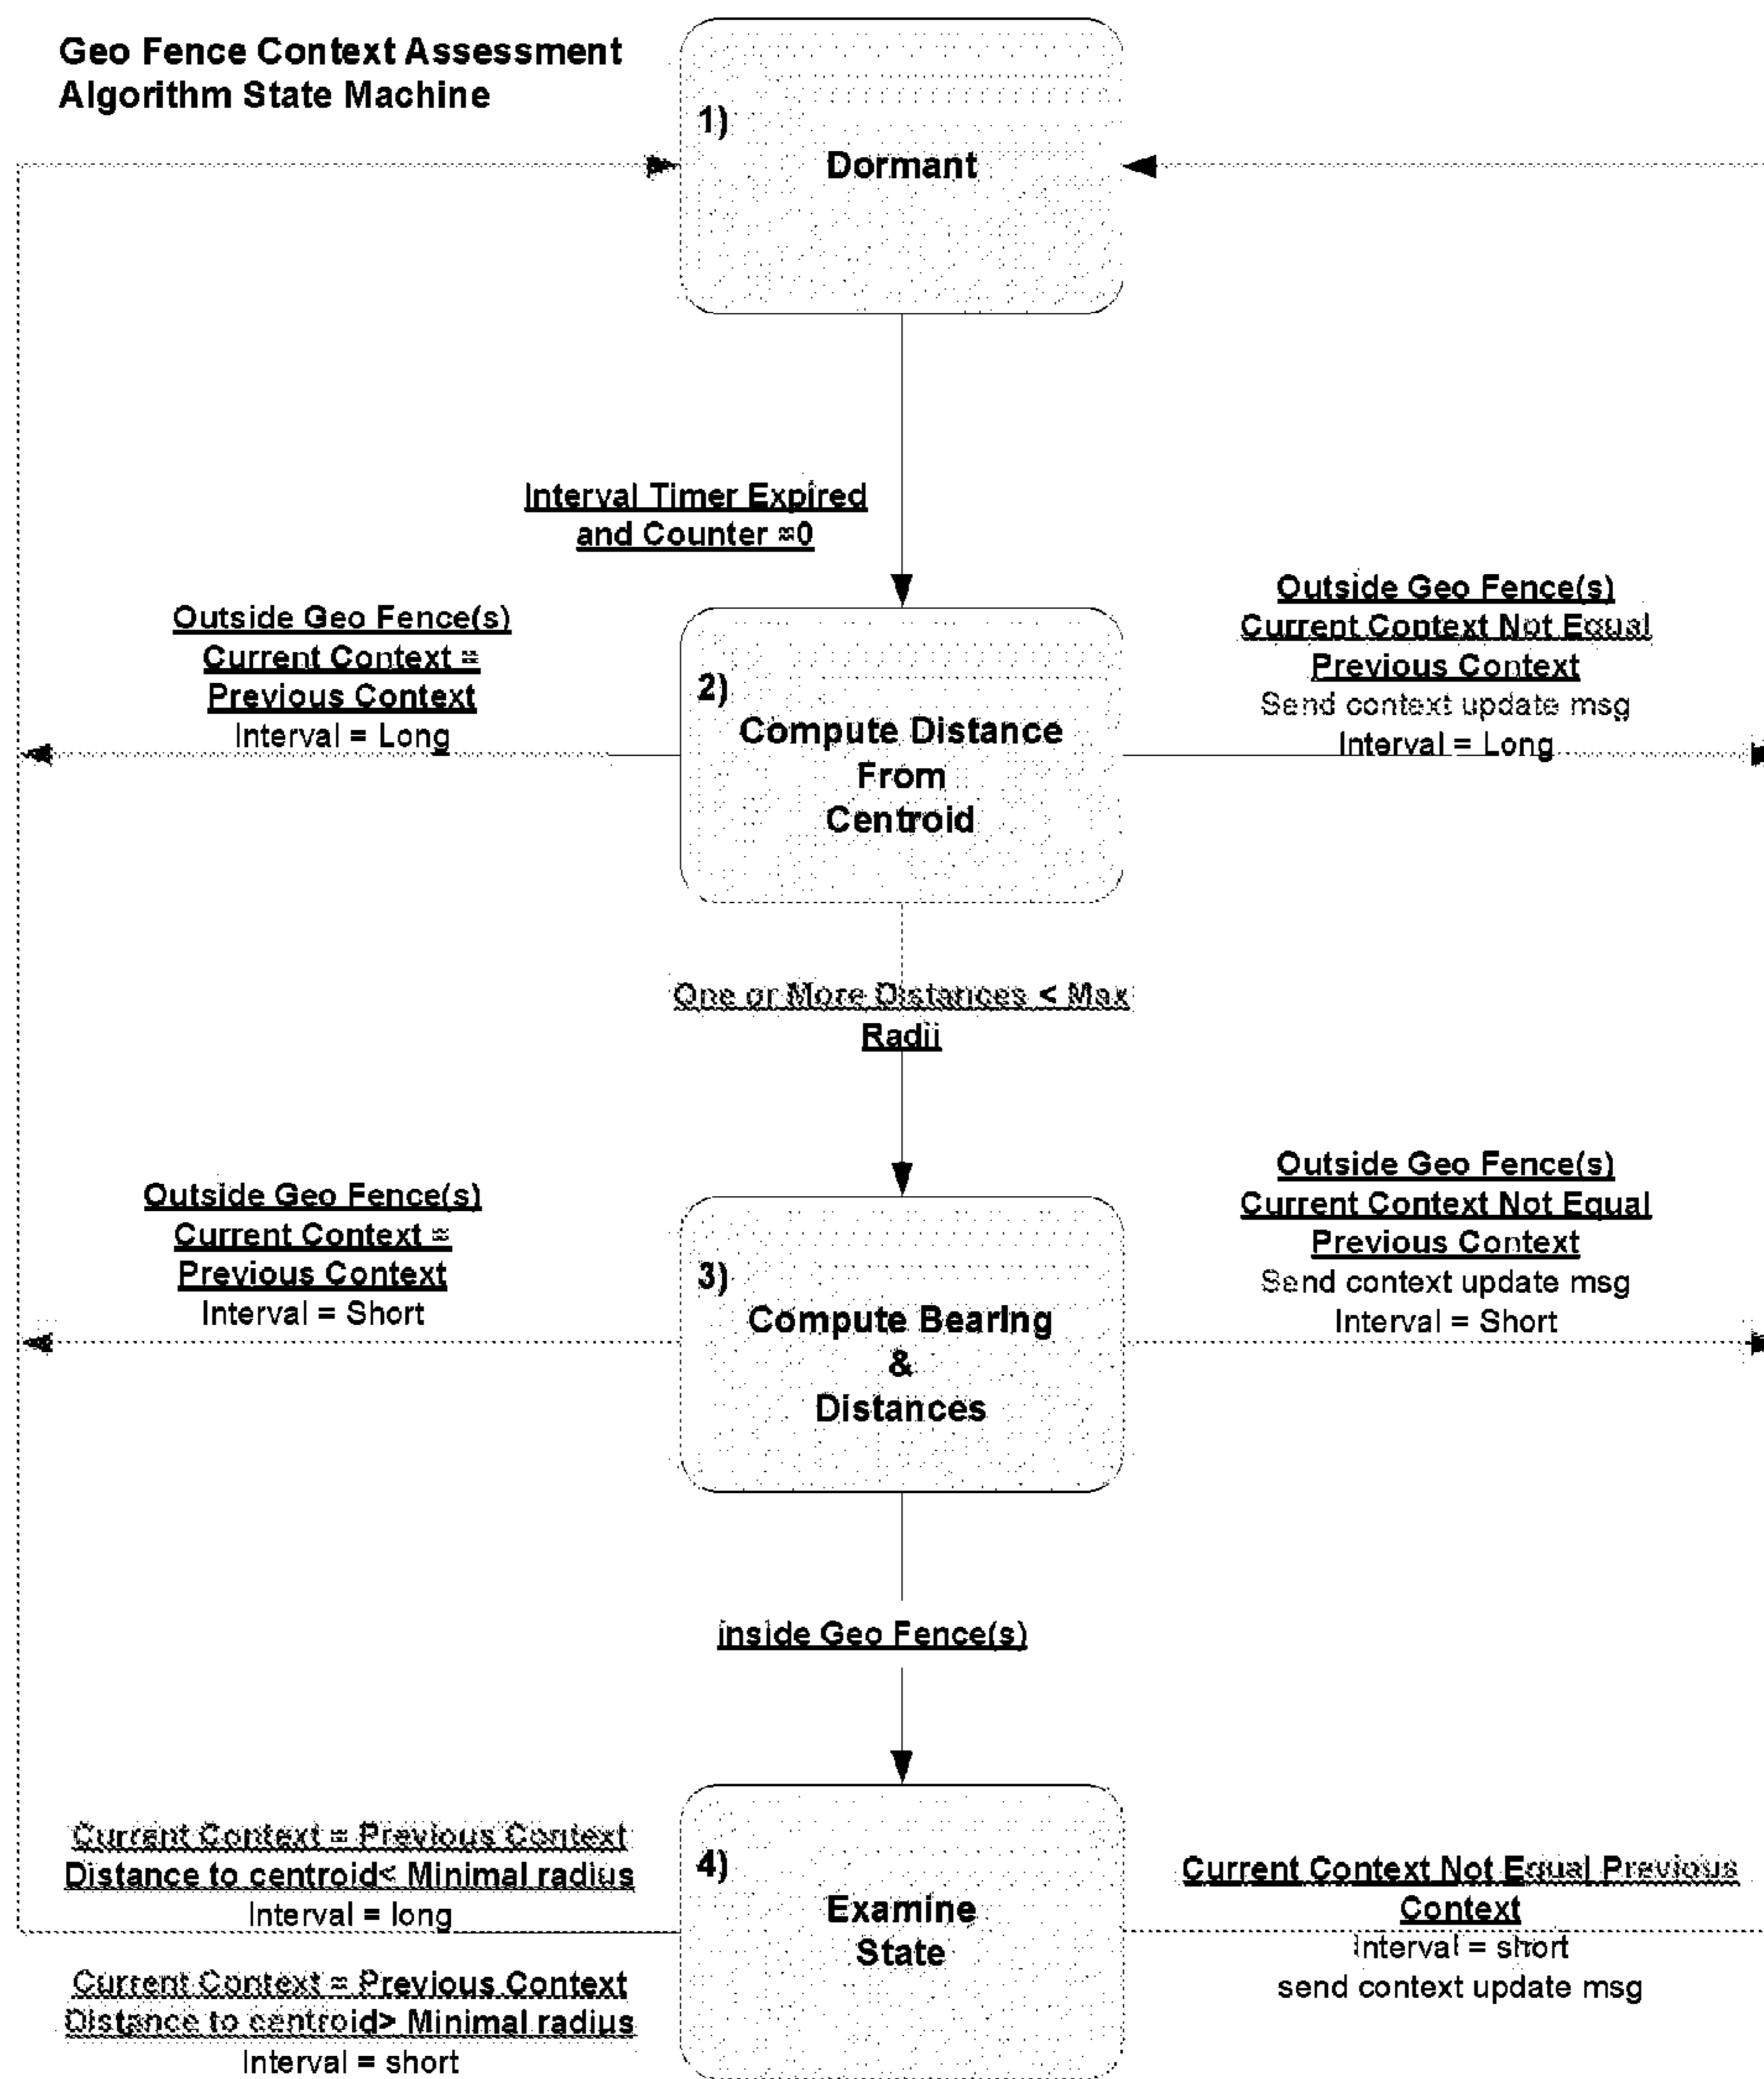 Geo Fence Context Assessment
Algorithm State Machine
1)
Dormant
Interval Timer Expired
and Counter =0
Outside Geo Fence(s)
Current Context =
Previous Context
Interval = Long
2)
Compute Distance
From
Centroid
Outside Geo Fence(s)
Current Context Not Equal
Previous Context
Send context update msg
Interval = Long
One or More Distances < Max
Radii
Outside Geo Fence(s)
Current Context =
Previous Context
Interval = Short
3)
Compute Bearing
&
Distances
Outside Geo Fence(s)
Current Context Not Equal
Previous Context
Send context update msg
Interval = Short
inside Geo Fence(s)
Current Context = Previous Context
Distance to centroid< Minimal radius
Interval = long
Current Context = Previous Context
Distance to centroid> Minimal radius
Interval = short
4)
Examine
State
Current Context Not Equal Previous
Context
Interval = short
send context update msg